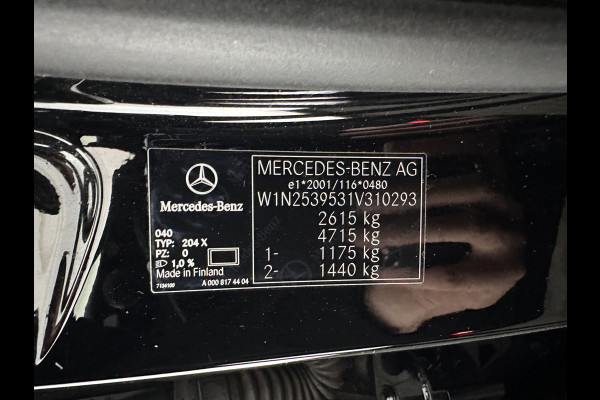 Mercedes-Benz
040
TYP: 204 X
PZ: 0
1,0 %
Made in Finland
7134100
A 000 817 44 04
MERCEDES-BENZ AG
e1*2001/116*0480
W1N2539531V310293
2615 kg
4715 kg
1- 1175 kg
2- 1440 kg